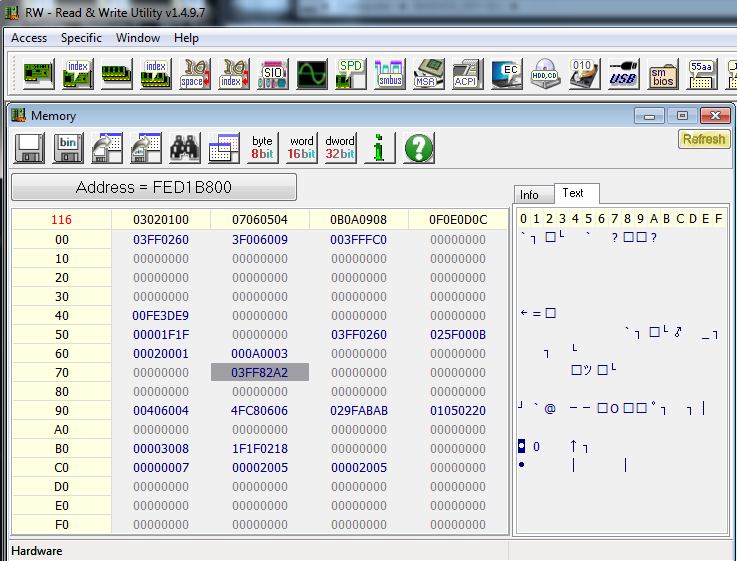 RW - Read & Write Utility v1.4.9.7
Access Specific Window Help
index index space index SIO SPD smbus MSR ACPI EC HDD,CD 010 USB sm bios 55aa
Memory
bin byte 8bit word 16bit dword 32bit i ? Refresh
Address = FED1B800
Info Text
116 03020100 07060504 0B0A0908 0F0E0D0C 0 1 2 3 4 5 6 7 8 9 A B C D E F
00 03FF0260 3F006009 003FFFC0 00000000
10 00000000 00000000 00000000 00000000
20 00000000 00000000 00000000 00000000
30 00000000 00000000 00000000 00000000
40 00FE3DE9 00000000 00000000 00000000
50 00001F1F 00000000 03FF0260 025F000B
60 00020001 000A0003 00000000 00000000
70 00000000 03FF82A2 00000000 00000000
80 00000000 00000000 00000000 00000000
90 00406004 4FC80606 029FABAB 01050220
A0 00000000 00000000 00000000 00000000
B0 00003008 1F1F0218 00000000 00000000
C0 00000007 00002005 00002005 00000000
D0 00000000 00000000 00000000 00000000
E0 00000000 00000000 00000000 00000000
F0 00000000 00000000 00000000 00000000
Hardware